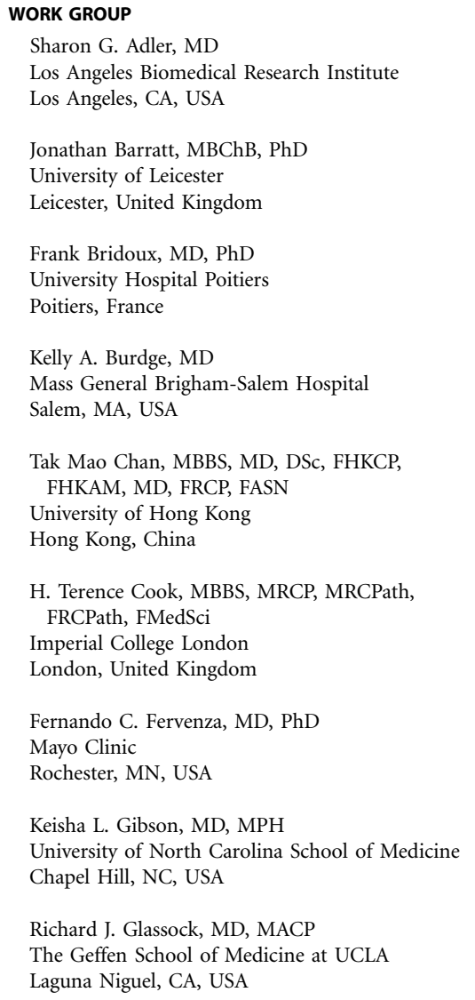 WORK GROUP
Sharon G. Adler, MD
Los Angeles Biomedical Research Institute
Los Angeles, CA, USA
Jonathan Barratt, MBChB, PhD
University of Leicester
Leicester, United Kingdom
Frank Bridoux, MD, PhD
University Hospital Poitiers
Poitiers, France
Kelly A. Burdge, MD
Mass General Brigham-Salem Hospital
Salem, MA, USA
Tak Mao Chan, MBBS, MD, DSc, FHKCP,
FHKAM, MD, FRCP, FASN
University of Hong Kong
Hong Kong, China
H. Terence Cook, MBBS, MRCP, MRCPath,
FRCPath, FMedSci
Imperial College London
London, United Kingdom
Fernando C. Fervenza, MD, PhD
Mayo Clinic
Rochester, MN, USA
Keisha L. Gibson, MD, MPH
University of North Carolina School of Medicine
Chapel Hill, NC, USA
Richard J. Glassock, MD, MACP
The Geffen School of Medicine at UCLA
Laguna Niguel, CA, USA